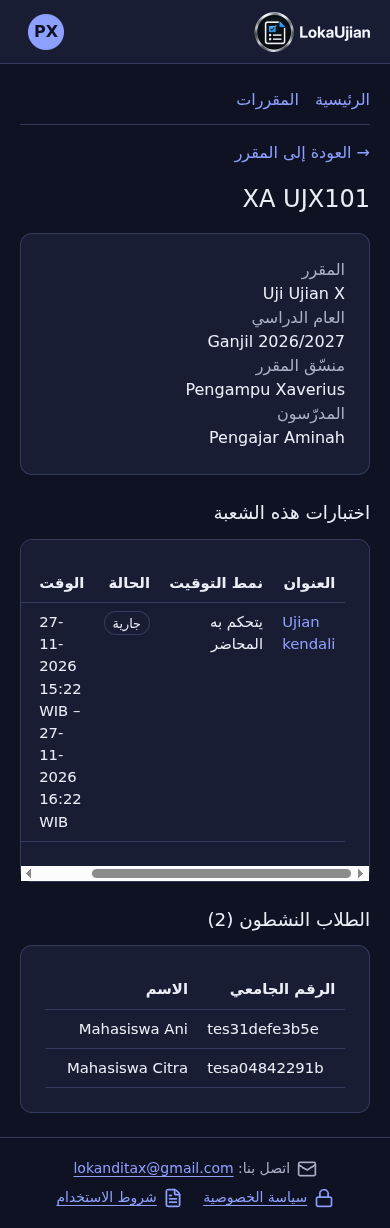 LokaUjian
PX
الرئيسية المقررات
→ العودة إلى المقرر
XA UJX101
المقرر
Uji Ujian X
العام الدراسي
Ganjil 2026/2027
منسّق المقرر
Pengampu Xaverius
المدرّسون
Pengajar Aminah
اختبارات هذه الشعبة
العنوان نمط التوقيت الحالة الوقت
Ujian kendali يتحكم به المحاضر جارية 27-11-2026 15:22 WIB – 27-11-2026 16:22 WIB
الطلاب النشطون (2)
الرقم الجامعي الاسم
tes31defe3b5e Mahasiswa Ani
tesa04842291b Mahasiswa Citra
اتصل بنا: lokanditax@gmail.com
سياسة الخصوصية شروط الاستخدام